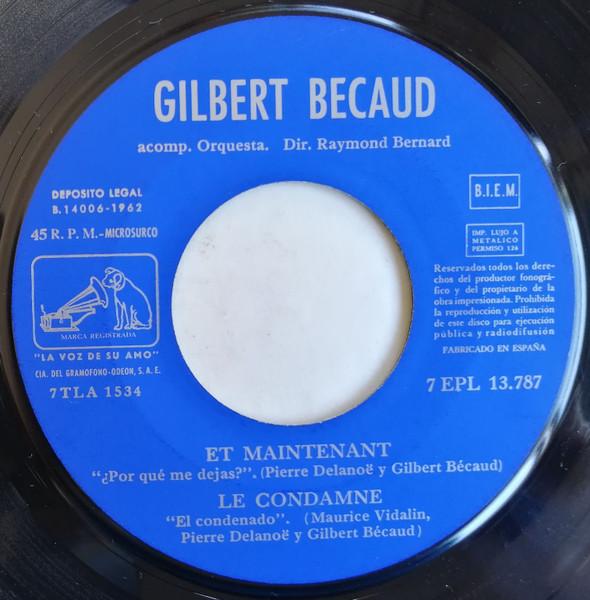 GILBERT BECAUD
acomp. Orquesta. Dir. Raymond Bernard
DEPOSITO LEGAL
B. 14006-1962
45 R. P. M.-MICROSURCO
MARCA REGISTRADA
"LA VOZ DE SU AMO"
CIA. DEL GRAMOFONO-ODEON, S. A. E.
7 TLA 1534
B.I.E.M.
IMP. LUJO A
METALICO
PERMISO 126
Reservados todos los dere-
chos del productor fonográ-
fico y del propietario de la
obra impresionada. Prohibida
la reproducción y utilización
de este disco para ejecución
pública y radiodifusión
FABRICADO EN ESPAÑA
7 EPL 13.787
ET MAINTENANT
"¿Por qué me dejas?". (Pierre Delanoë y Gilbert Bécaud)
LE CONDAMNE
"El condenado". (Maurice Vidalin,
Pierre Delanoë y Gilbert Bécaud)